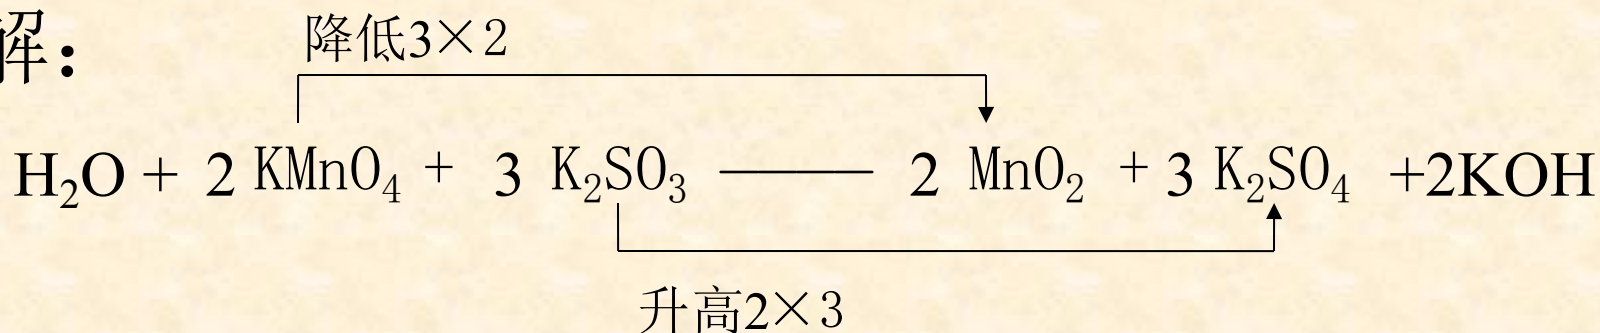 解：
降低3×2
H₂O + 2 KMnO₄ + 3 K₂SO₃ —— 2 MnO₂ + 3 K₂SO₄ +2KOH
升高2×3